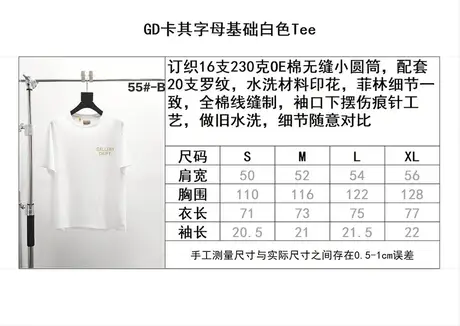 GD卡其字母基础白色Tee
55#-B
订织16支230克OE棉无缝小圆筒，配套
20支罗纹，水洗材料印花，菲林细节一
致，全棉线缝制，袖口下摆伤痕针工
艺，做旧水洗，细节随意对比
尺码 S M L XL
肩宽 50 52 54 56
胸围 110 116 122 128
衣长 71 73 75 77
袖长 20.5 21 21.5 22
手工测量尺寸与实际尺寸之间存在0.5-1cm误差